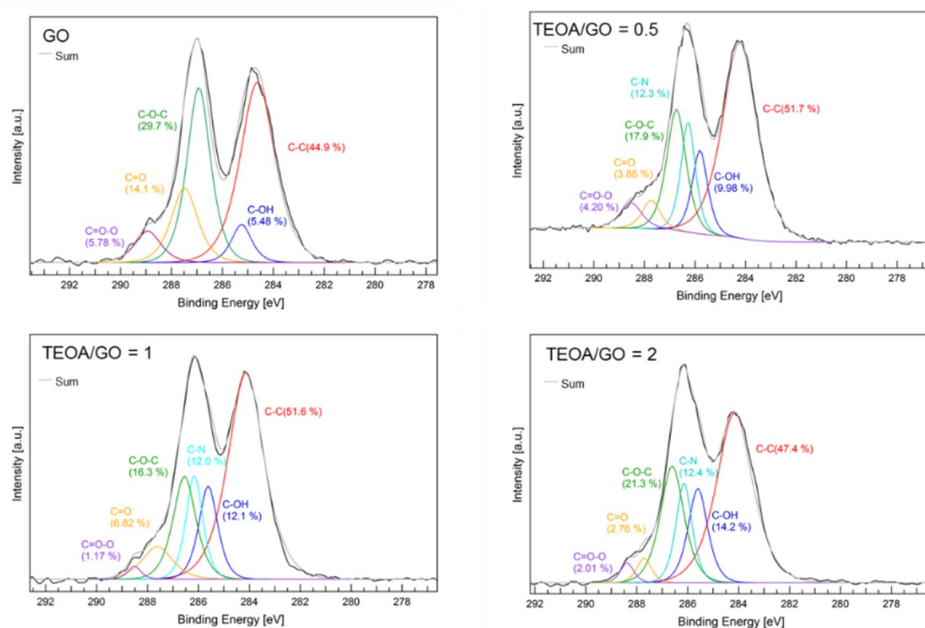 GO
Sum
C-O-C
(29.7 %)
C=O
(14.1 %)
C=O-O
(5.78 %)
C-C(44.9 %)
C-OH
(5.48 %)
Intensity [a.u.]
292 290 288 286 284 282 280 278
Binding Energy [eV]
TEOA/GO = 0.5
Sum
C-N
(12.3 %)
C-O-C
(17.9 %)
C=O
(3.88 %)
C=O-O
(4.20 %)
C-C(51.7 %)
C-OH
(9.98 %)
Intensity [a.u.]
292 290 288 286 284 282 280 278
Binding Energy [eV]
TEOA/GO = 1
Sum
C-O-C
(16.3 %)
C-N
(12.0 %)
C=O
(6.82 %)
C=O-O
(1.17 %)
C-C(51.6 %)
C-OH
(12.1 %)
Intensity [a.u.]
292 290 288 286 284 282 280 278
Binding Energy [eV]
TEOA/GO = 2
Sum
C-O-C
(21.3 %)
C-N
(12.4 %)
C=O
(2.76 %)
C=O-O
(2.01 %)
C-C(47.4 %)
C-OH
(14.2 %)
Intensity [a.u.]
292 290 288 286 284 282 280 278
Binding Energy [eV]